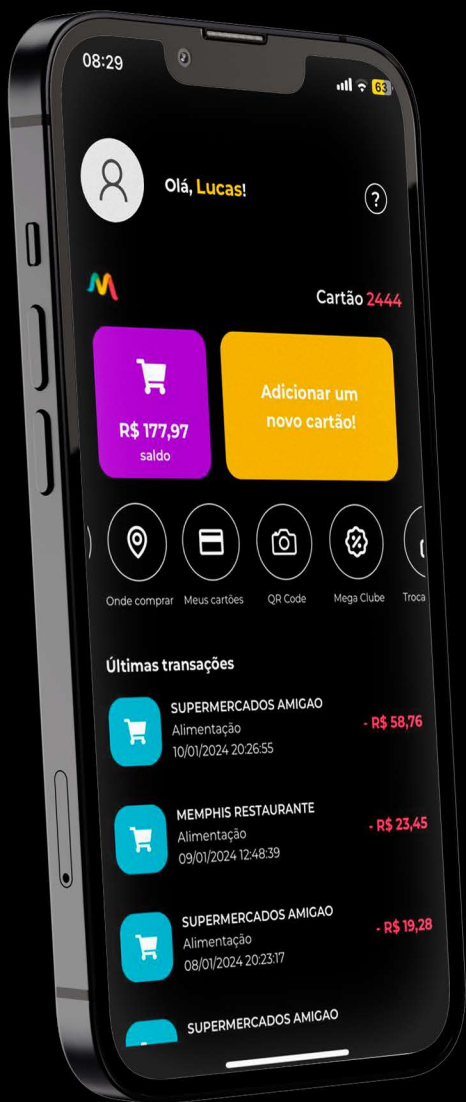 08:29
63
Olá, Lucas!
?
Cartão 2444
R$ 177,97
saldo
Adicionar um
novo cartão!
Onde comprar
Meus cartões
QR Code
Mega Clube
Troca
Últimas transações
SUPERMERCADOS AMIGAO
Alimentação
10/01/2024 20:26:55
- R$ 58,76
MEMPHIS RESTAURANTE
Alimentação
09/01/2024 12:48:39
- R$ 23,45
SUPERMERCADOS AMIGAO
Alimentação
08/01/2024 20:23:17
- R$ 19,28
SUPERMERCADOS AMIGAO